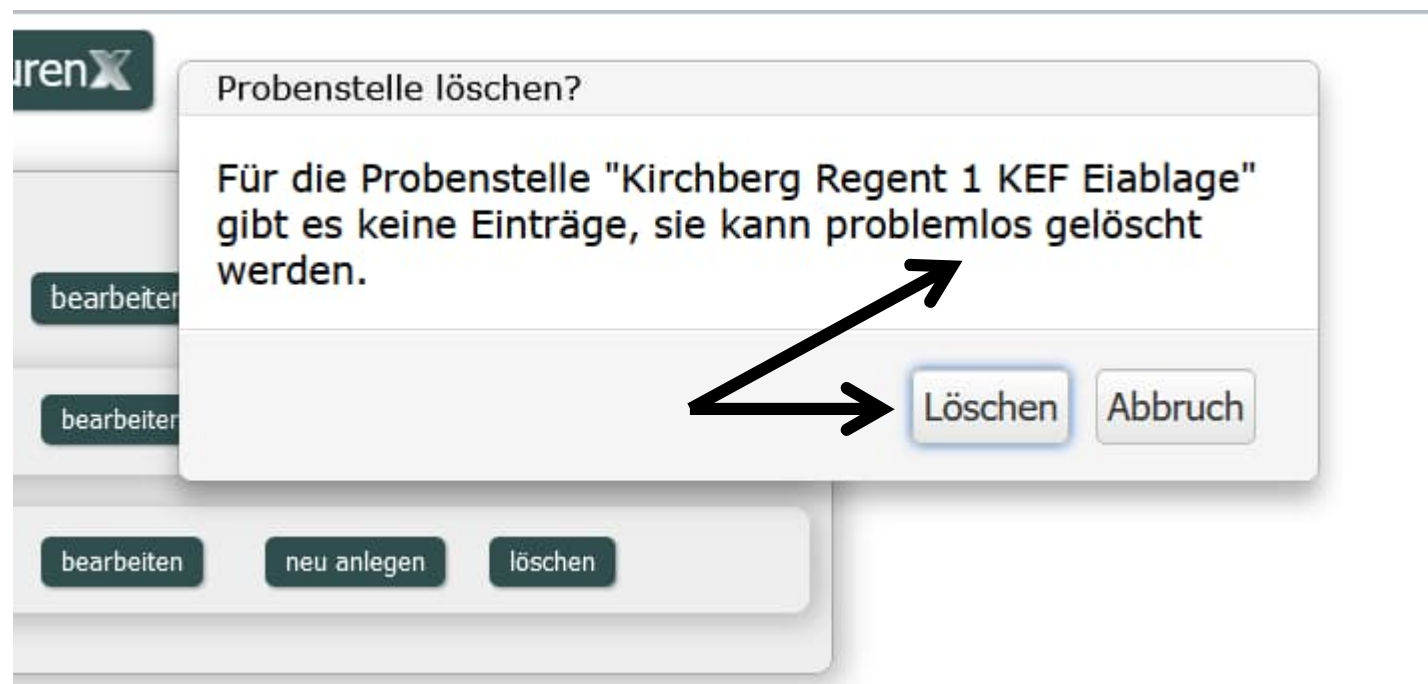 Probenstelle löschen?
Für die Probenstelle "Kirchberg Regent 1 KEF Eiablage"
gibt es keine Einträge, sie kann problemlos gelöscht
werden.
bearbeiten
Löschen Abbruch
bearbeiten
bearbeiten neu anlegen löschen